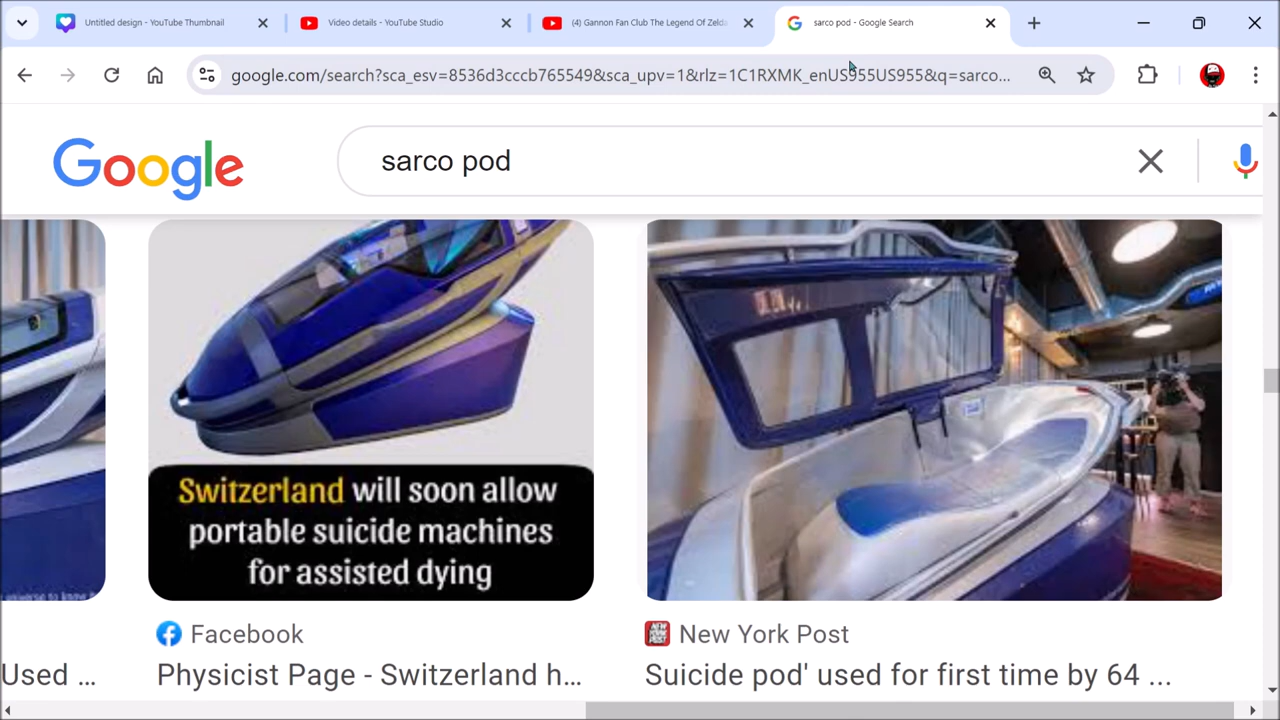 Untitled design - YouTube Thumbnail
Video details - YouTube Studio
(4) Gannon Fan Club The Legend Of Zelda
sarco pod - Google Search
google.com/search?sca_esv=8536d3cccb765549&sca_upv=1&rlz=1C1RXMK_enUS955US955&q=sarco...
Google
sarco pod
Switzerland will soon allow
portable suicide machines
for assisted dying
Facebook
New York Post
Used ...
Physicist Page - Switzerland h...
Suicide pod' used for first time by 64 ...